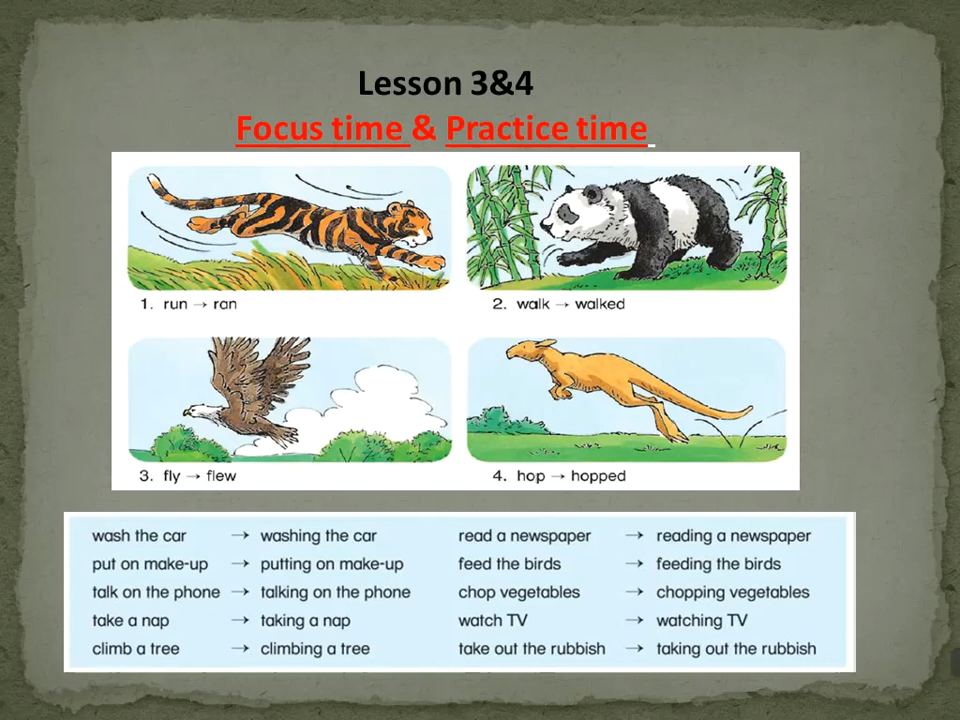 Lesson 3&4
Focus time & Practice time
1. run → ran
2. walk → walked
3. fly → flew
4. hop → hopped
wash the car → washing the car read a newspaper → reading a newspaper
put on make-up → putting on make-up feed the birds → feeding the birds
talk on the phone → talking on the phone chop vegetables → chopping vegetables
take a nap → taking a nap watch TV → watching TV
climb a tree → climbing a tree take out the rubbish → taking out the rubbish